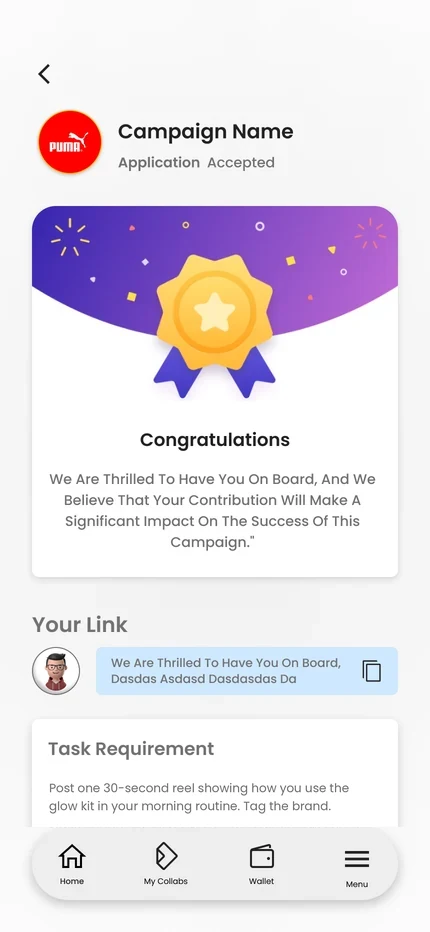 PUMA
Campaign Name
Application Accepted
Congratulations
We Are Thrilled To Have You On Board, And We
Believe That Your Contribution Will Make A
Significant Impact On The Success Of This
Campaign."
Your Link
We Are Thrilled To Have You On Board,
Dasdas Asdasd Dasdasdas Da
Task Requirement
Post one 30-second reel showing how you use the
glow kit in your morning routine. Tag the brand.
Home
My Collabs
Wallet
Menu